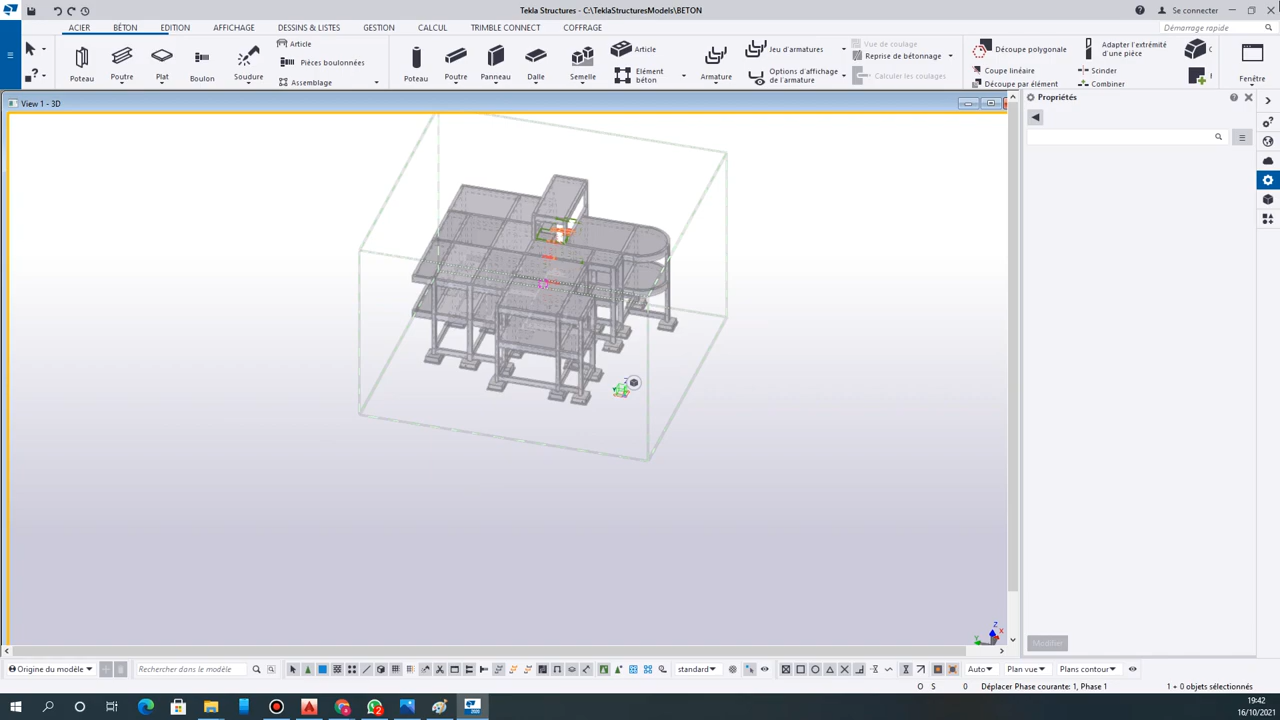 Tekla Structures - C:\TeklaStructuresModels\BETON
Se connecter
ACIER
BÉTON
EDITION
AFFICHAGE
DESSINS & LISTES
GESTION
CALCUL
TRIMBLE CONNECT
COFFRAGE
Démarrage rapide
Poteau
Poutre
Plat
Boulon
Soudure
Article
Pièces boulonnées
Assemblage
Poteau
Poutre
Panneau
Dalle
Semelle
Article
Elément
béton
Armature
Jeu d'armatures
Options d'affichage
de la armature
Vue de coulage
Reprise de bétonnage
Calculer les coulages
Découpe polygonale
Coupe linéaire
Découpe par élément
Adapter l'extrémité
d'une pièce
Scinder
Combiner
C
Fenêtre
View 1 - 3D
Propriétés
Modifier
Z
X
Y
Origine du modèle
Rechercher dans le modèle
standard
Auto
Plan vue
Plans contour
O
S
0
Déplacer Phase courante: 1, Phase 1
1 + 0 objets sélectionnés
2
2020
19:42
16/10/2021